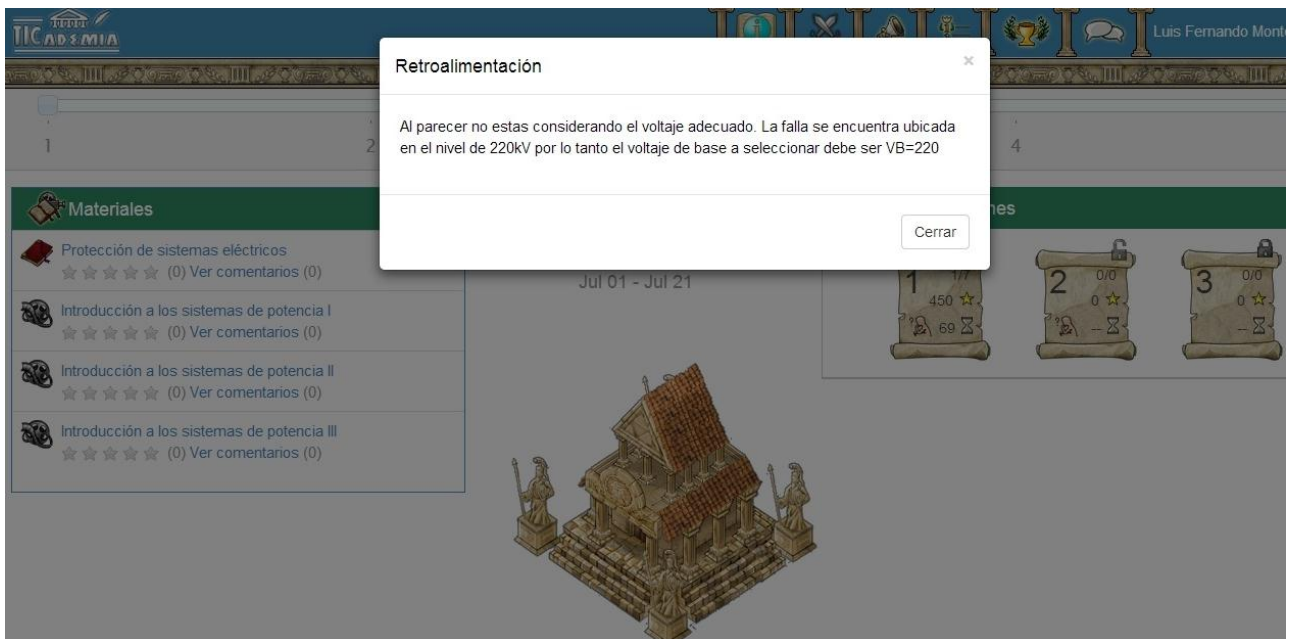 TICADEMIA
Luis Fernando Mont
Retroalimentación
×
Al parecer no estas considerando el voltaje adecuado. La falla se encuentra ubicada
en el nivel de 220kV por lo tanto el voltaje de base a seleccionar debe ser VB=220
Cerrar
1
2
4
Materiales
Protección de sistemas eléctricos
(0) Ver comentarios (0)
Introducción a los sistemas de potencia I
(0) Ver comentarios (0)
Introducción a los sistemas de potencia II
(0) Ver comentarios (0)
Introducción a los sistemas de potencia III
(0) Ver comentarios (0)
Jul 01 - Jul 21
nes
1 1/7
450
69
2 0/0
0
--
3 0/0
0
--